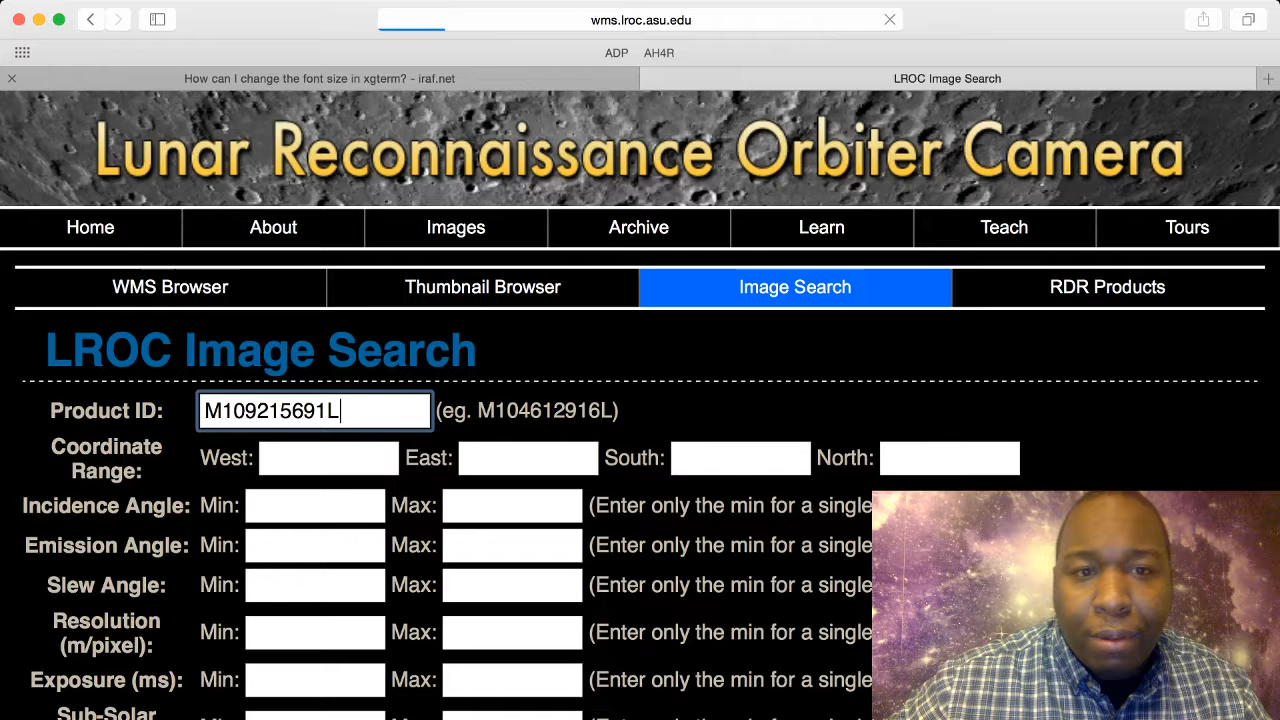 wms.lroc.asu.edu
ADP AH4R
How can I change the font size in xgterm? - iraf.net LROC Image Search
Lunar Reconnaissance Orbiter Camera
Home About Images Archive Learn Teach Tours
WMS Browser Thumbnail Browser Image Search RDR Products
LROC Image Search
Product ID: M109215691L (eg. M104612916L)
Coordinate Range: West: East: South: North:
Incidence Angle: Min: Max: (Enter only the min for a single
Emission Angle: Min: Max: (Enter only the min for a single
Slew Angle: Min: Max: (Enter only the min for a single
Resolution (m/pixel): Min: Max: (Enter only the min for a single
Exposure (ms): Min: Max: (Enter only the min for a single
Sub-Solar